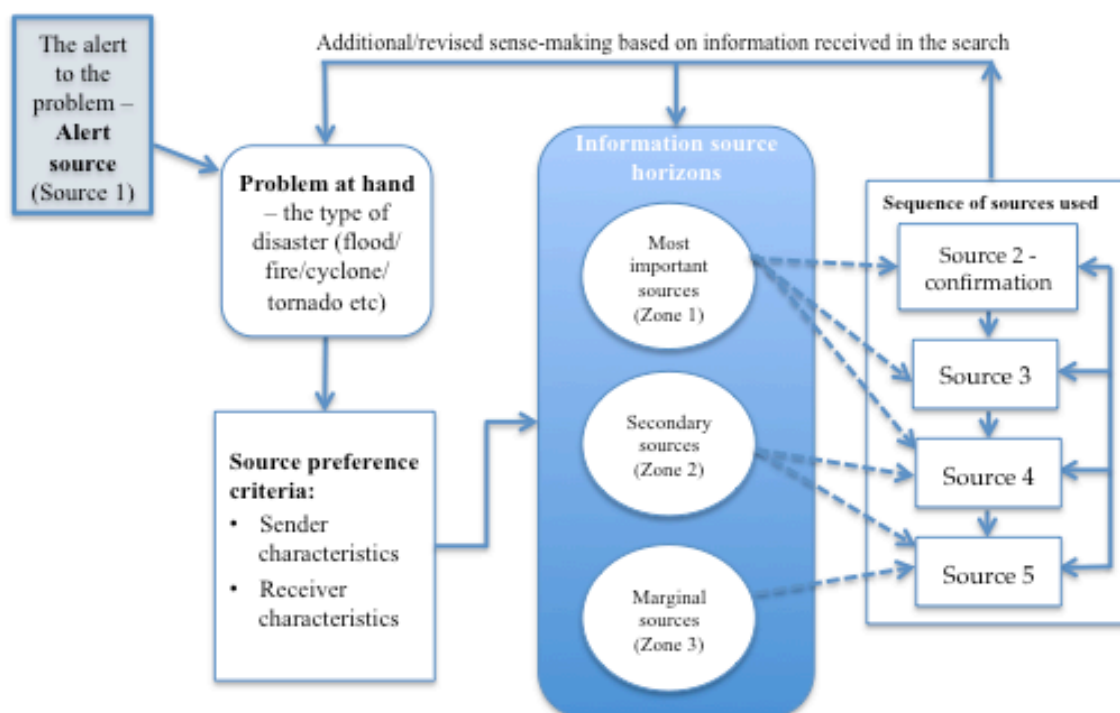 The alert
to the
problem –
Alert
source
(Source 1)
Additional/revised sense-making based on information received in the search
Problem at hand
– the type of
disaster (flood/
fire/cyclone/
tornado etc)
Source preference
criteria:
• Sender
characteristics
• Receiver
characteristics
Information source
horizons
Most
important
sources
(Zone 1)
Secondary
sources
(Zone 2)
Marginal
sources
(Zone 3)
Sequence of sources used
Source 2 -
confirmation
Source 3
Source 4
Source 5